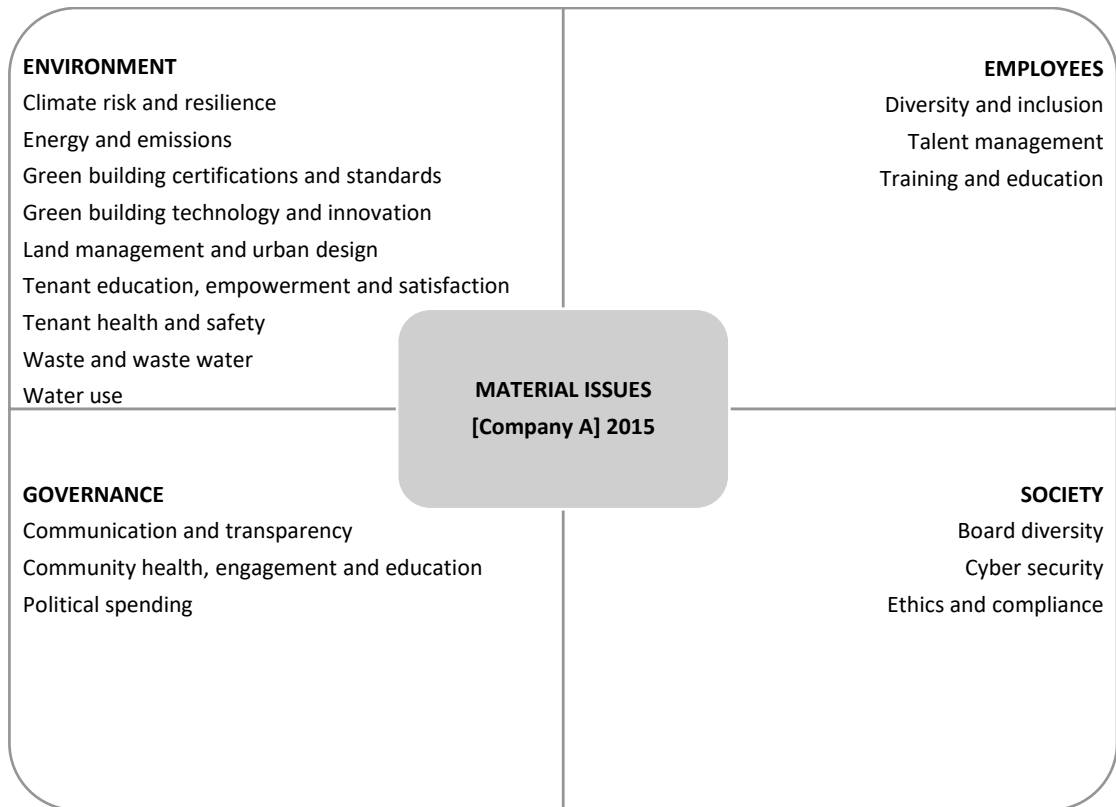 ENVIRONMENT
Climate risk and resilience
Energy and emissions
Green building certifications and standards
Green building technology and innovation
Land management and urban design
Tenant education, empowerment and satisfaction
Tenant health and safety
Waste and waste water
Water use
EMPLOYEES
Diversity and inclusion
Talent management
Training and education
MATERIAL ISSUES
[Company A] 2015
GOVERNANCE
Communication and transparency
Community health, engagement and education
Political spending
SOCIETY
Board diversity
Cyber security
Ethics and compliance